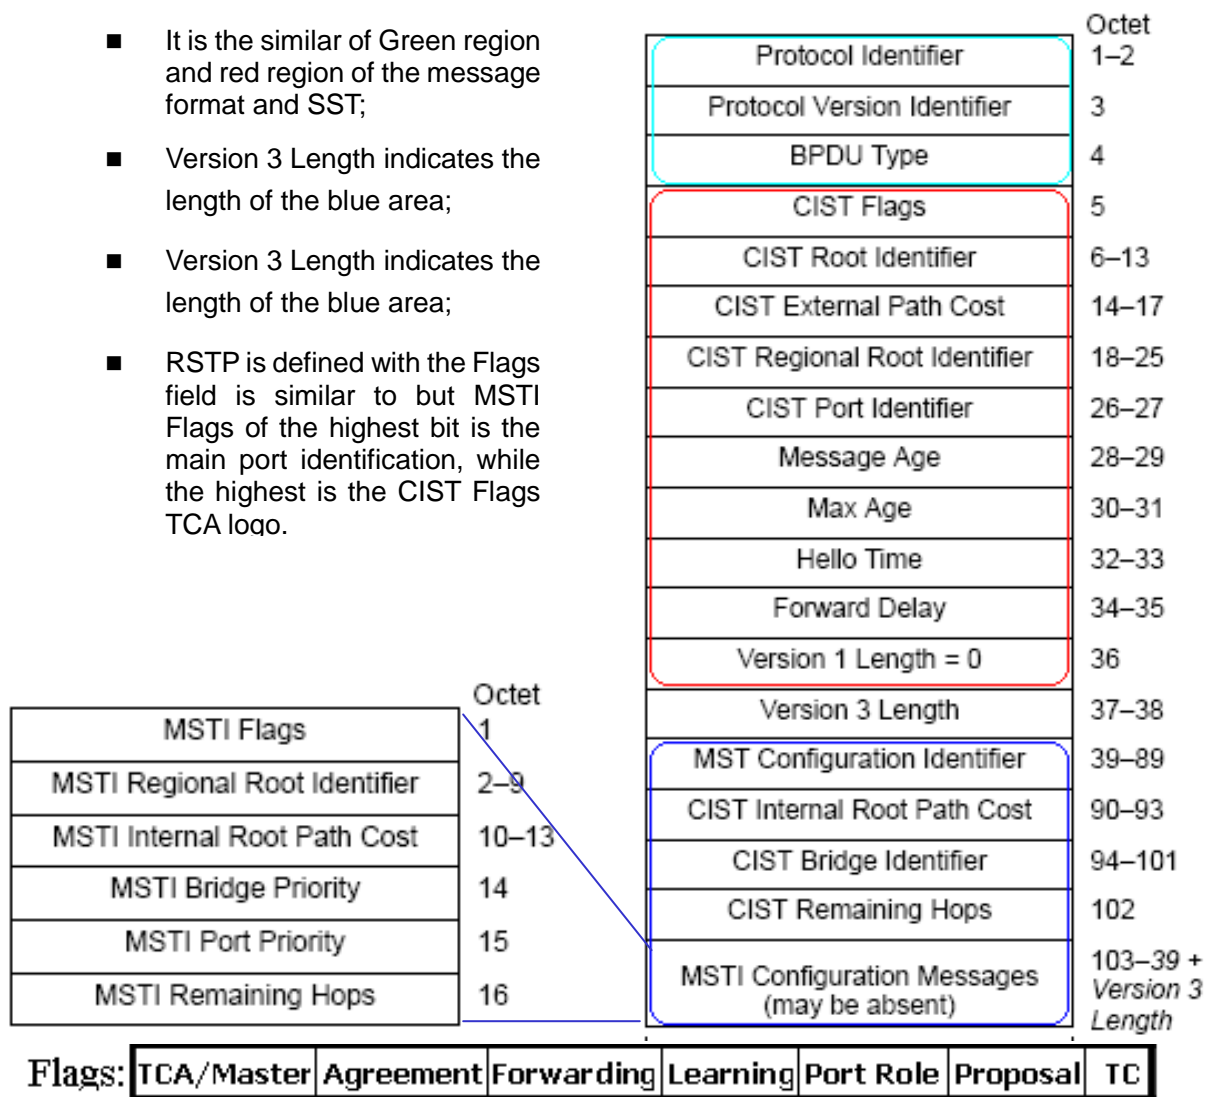 ■ It is the similar of Green region
and red region of the message
format and SST;
■ Version 3 Length indicates the
length of the blue area;
■ Version 3 Length indicates the
length of the blue area;
■ RSTP is defined with the Flags
field is similar to but MSTI
Flags of the highest bit is the
main port identification, while
the highest is the CIST Flags
TCA logo.
Octet
Protocol Identifier 1–2
Protocol Version Identifier 3
BPDU Type 4
CIST Flags 5
CIST Root Identifier 6–13
CIST External Path Cost 14–17
CIST Regional Root Identifier 18–25
CIST Port Identifier 26–27
Message Age 28–29
Max Age 30–31
Hello Time 32–33
Forward Delay 34–35
Version 1 Length = 0 36
Version 3 Length 37–38
MST Configuration Identifier 39–89
CIST Internal Root Path Cost 90–93
CIST Bridge Identifier 94–101
CIST Remaining Hops 102
MSTI Configuration Messages
(may be absent)
103–39 +
Version 3
Length
Octet
MSTI Flags 1
MSTI Regional Root Identifier 2–9
MSTI Internal Root Path Cost 10–13
MSTI Bridge Priority 14
MSTI Port Priority 15
MSTI Remaining Hops 16
Flags: TCA/Master Agreement Forwarding Learning Port Role Proposal TC